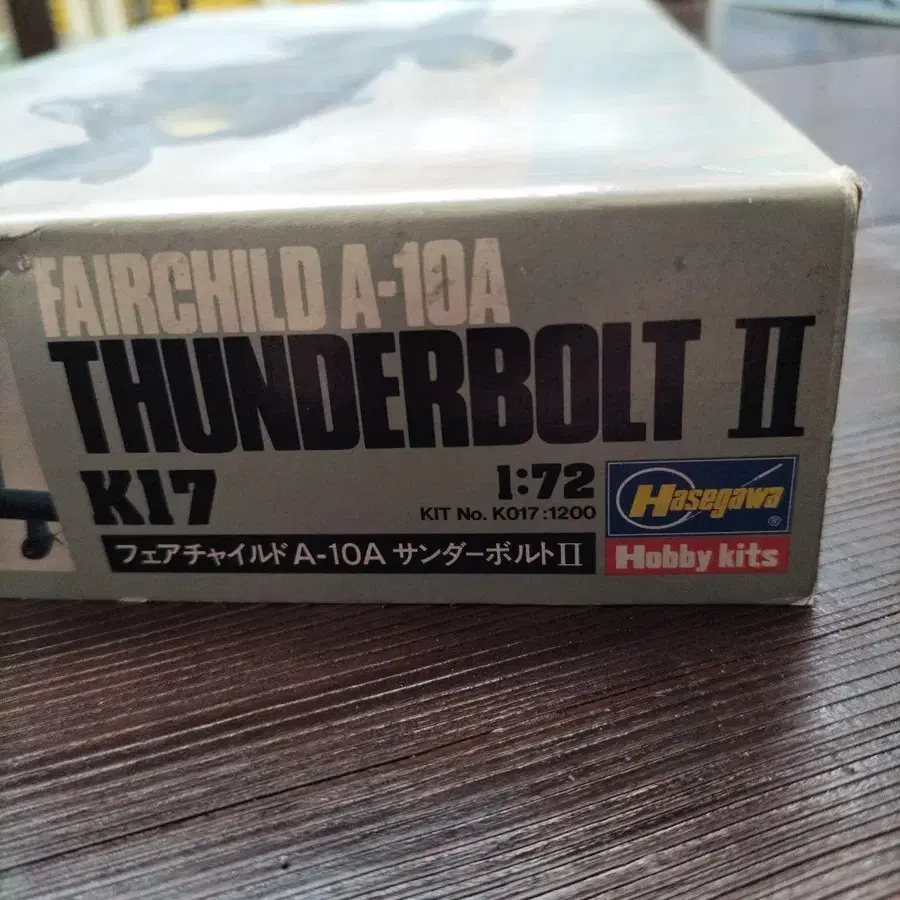 FAIRCHILD A-10A
THUNDERBOLT II
K17
1:72
KIT No. K017:1200
フェアチャイルド A-10A サンダーボルトII
Hasegawa®
Hobby kits